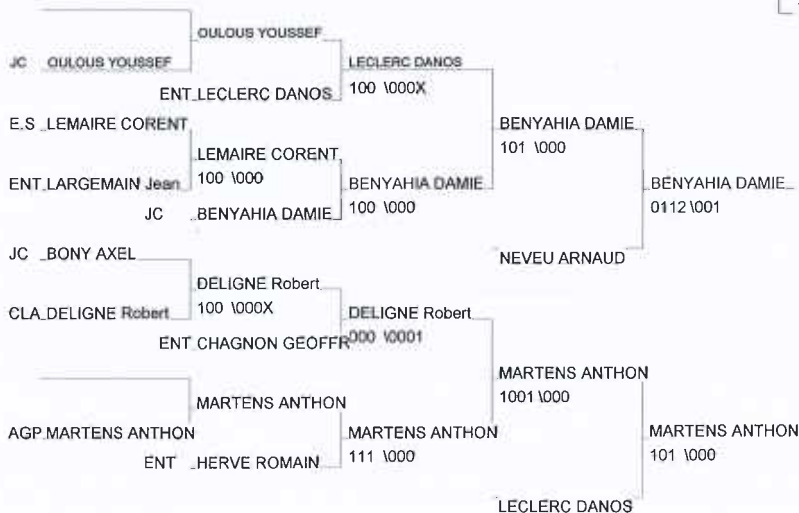 OULOUS YOUSSEF
JC OULOUS YOUSSEF
LECLERC DANOS
100 \000X
ENT LECLERC DANOS
E.S LEMAIRE CORENT
BENYAHIA DAMIE
101 \000
LEMAIRE CORENT
100 \000
ENT LARGEMAIN Jean
BENYAHIA DAMIE
100 \000
BENYAHIA DAMIE
0112 \001
JC BENYAHIA DAMIE
JC BONY AXEL
NEVEU ARNAUD
DELIGNE Robert
100 \000X
CLA DELIGNE Robert
DELIGNE Robert
000 \0001
ENT CHAGNON GEOFFR
MARTENS ANTHON
1001 \000
MARTENS ANTHON
AGP MARTENS ANTHON
MARTENS ANTHON
111 \000
MARTENS ANTHON
101 \000
ENT HERVE ROMAIN
LECLERC DANOS